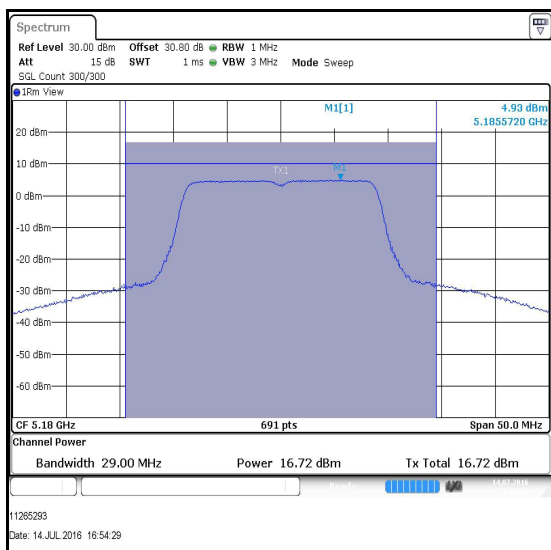 Spectrum
Ref Level 30.00 dBm Offset 30.80 dB RBW 1 MHz
Att 15 dB SWT 1 ms VBW 3 MHz Mode Sweep
SGL Count 300/300
1Rm View
M1[1] 4.93 dBm
5.1855720 GHz
20 dBm
10 dBm
Tx1
M1
0 dBm
-10 dBm
-20 dBm
-30 dBm
-40 dBm
-50 dBm
-60 dBm
CF 5.18 GHz 691 pts Span 50.0 MHz
Channel Power
Bandwidth 29.00 MHz Power 16.72 dBm Tx Total 16.72 dBm
14.07.2016
11265293
Date: 14.JUL.2016 16:54:29